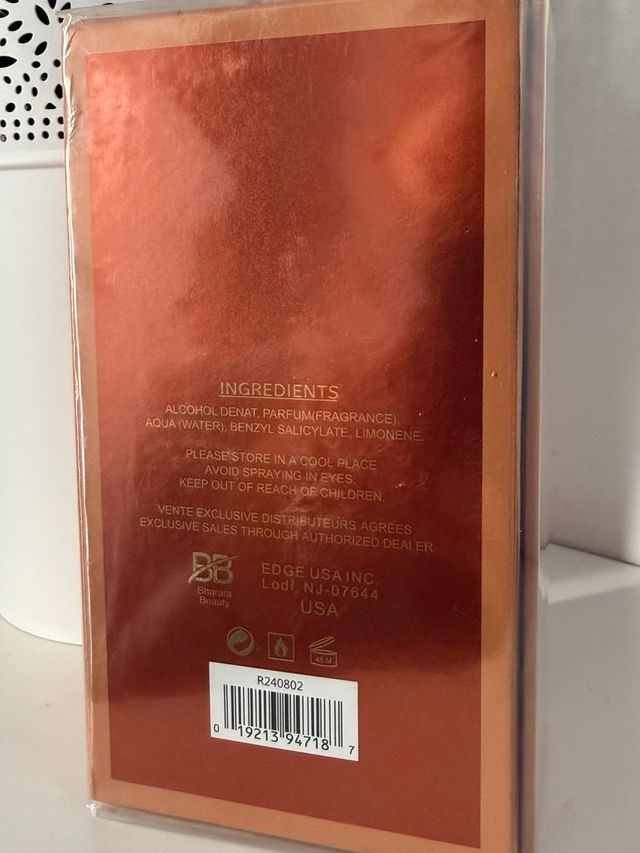 INGREDIENTS
ALCOHOL DENAT, PARFUM(FRAGRANCE),
AQUA (WATER), BENZYL SALICYLATE, LIMONENE.
PLEASE STORE IN A COOL PLACE
AVOID SPRAYING IN EYES.
KEEP OUT OF REACH OF CHILDREN.
VENTE EXCLUSIVE DISTRIBUTEURS AGRÉES
EXCLUSIVE SALES THROUGH AUTHORIZED DEALER
BB
Bharara
Beauty
EDGE USA INC.
Lodi, NJ-07644
USA
48 M
R240802
0 19213 94718 7